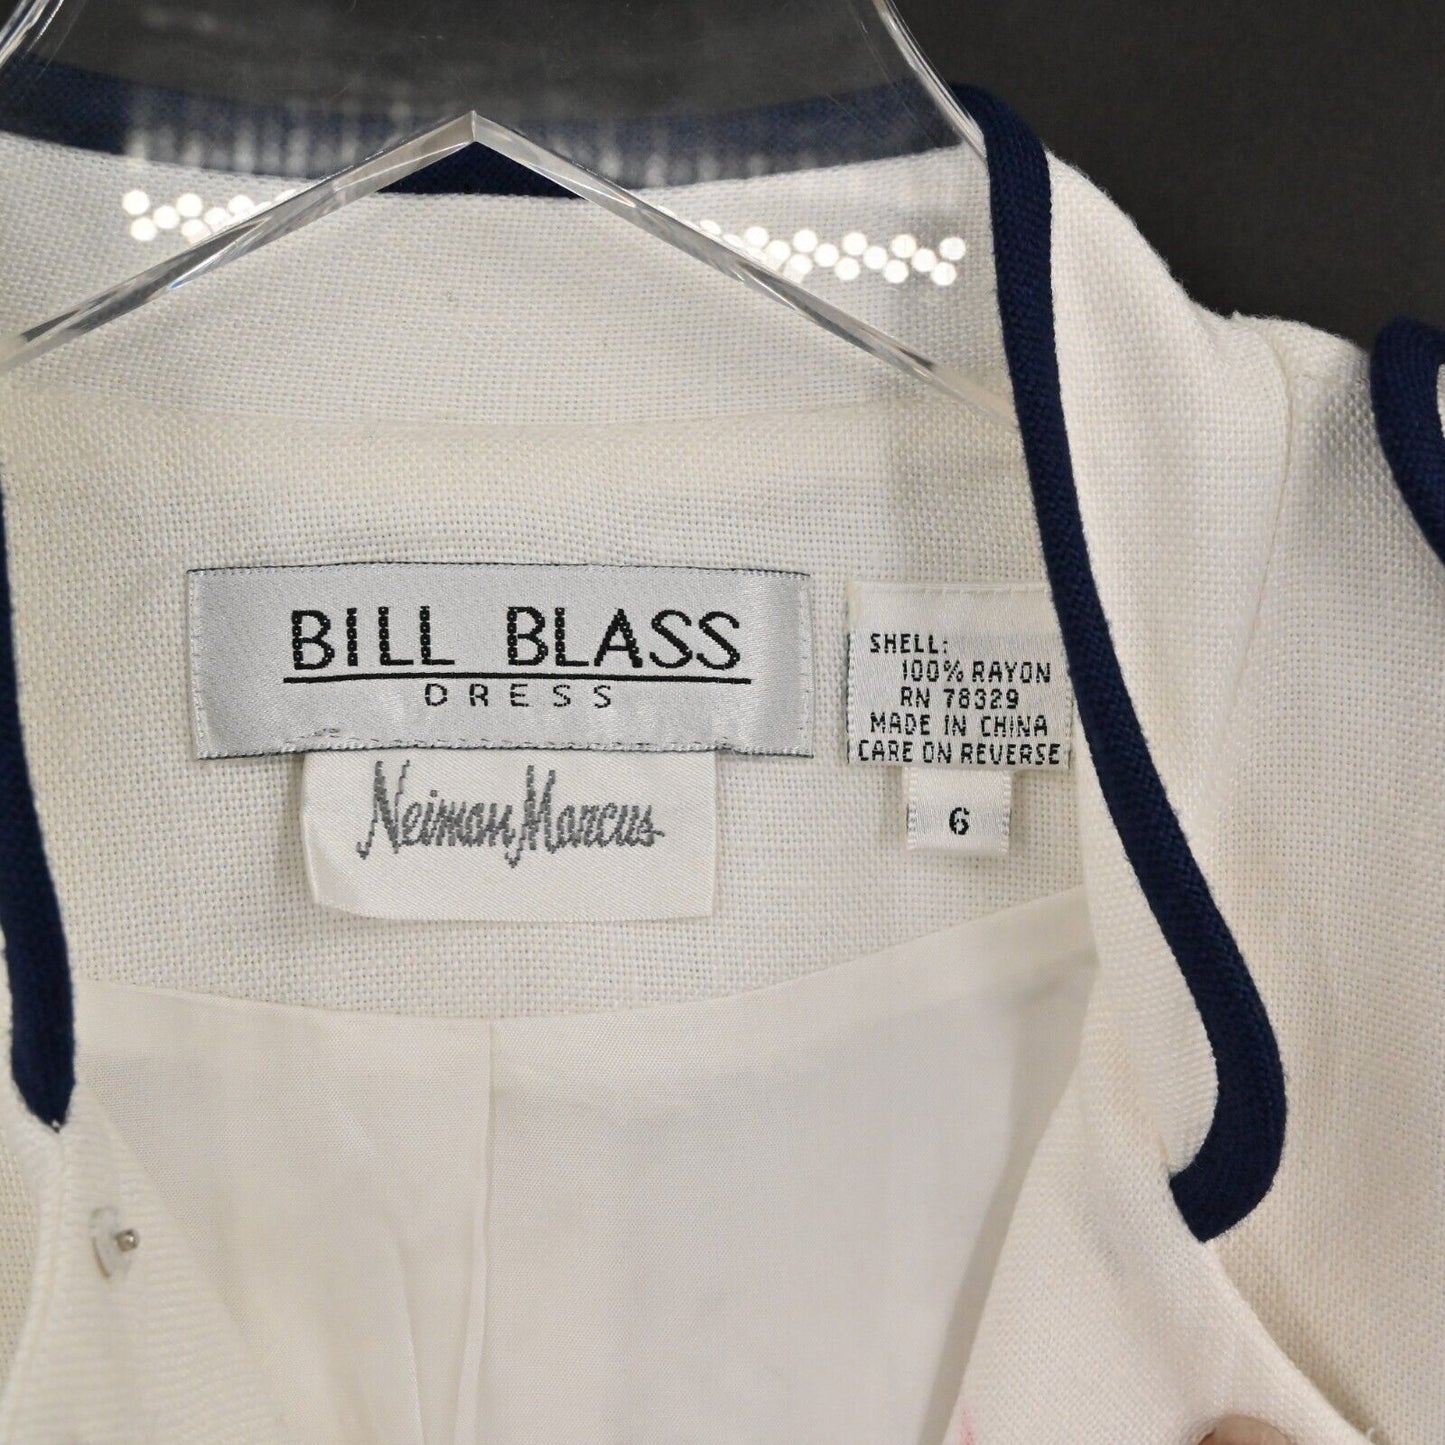 BILL BLASS
DRESS
Neiman Marcus
SHELL:
100% RAYON
RN 78329
MADE IN CHINA
CARE ON REVERSE
6